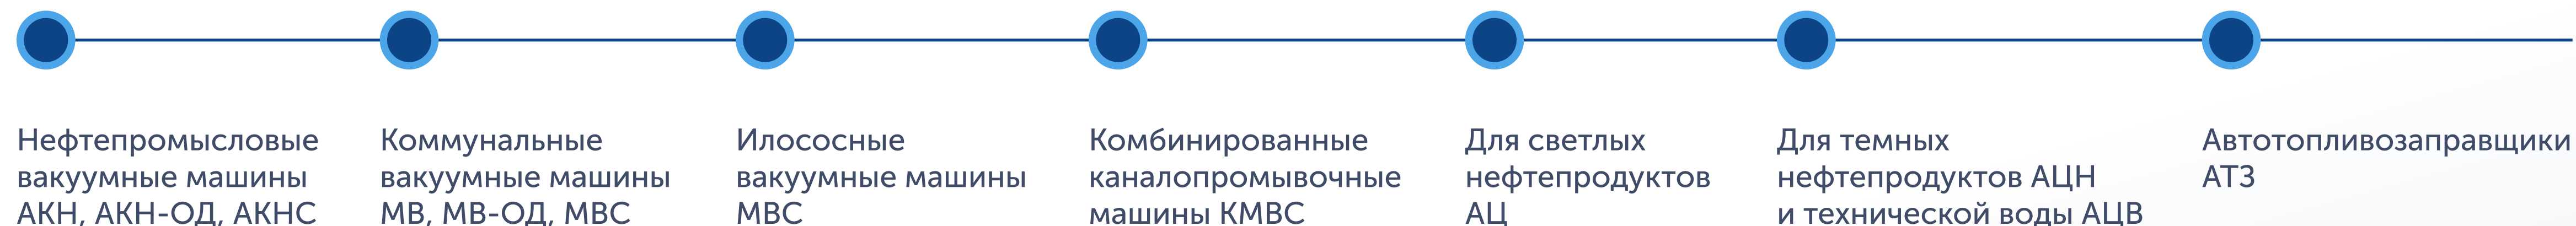 Нефтепромысловые
вакуумные машины
АКН, АКН-ОД, АКНС
Коммунальные
вакуумные машины
МВ, МВ-ОД, МВС
Илососные
вакуумные машины
МВС
Комбинированные
каналопромывочные
машины КМВС
Для светлых
нефтепродуктов
АЦ
Для темных
нефтепродуктов АЦН
и технической воды АЦВ
Автотопливозаправщики
АТЗ